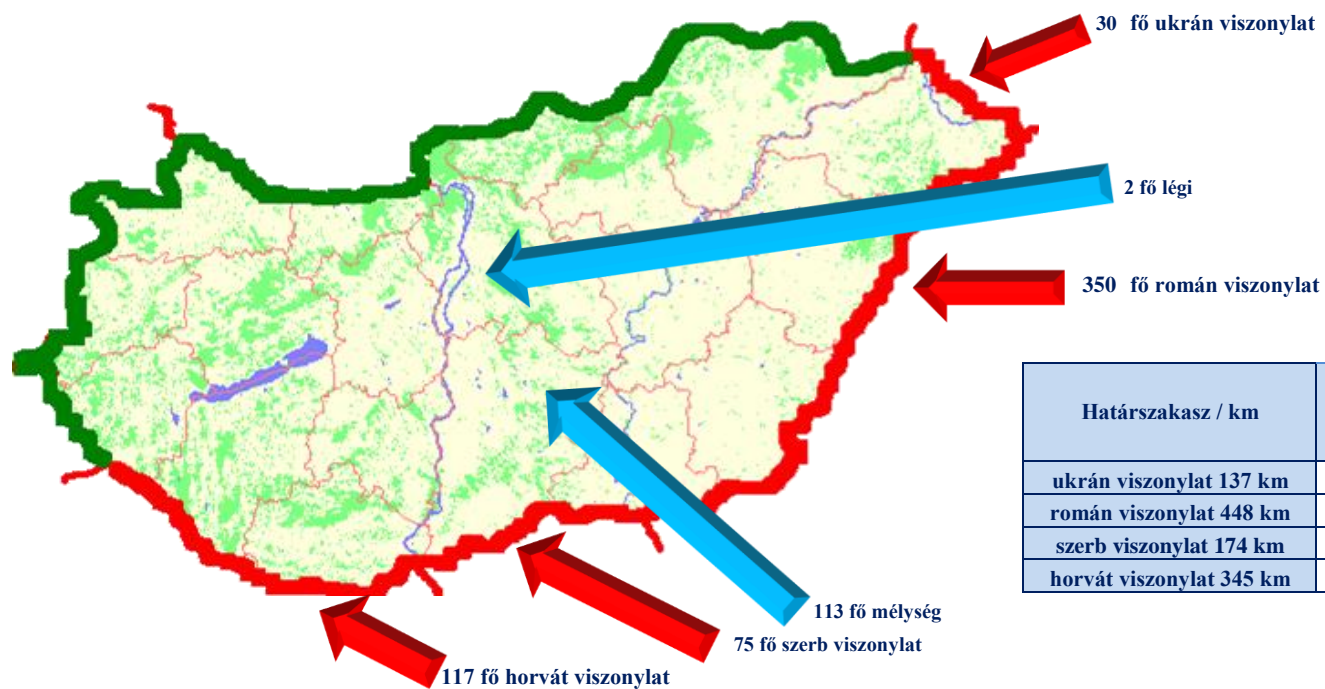 30 fő ukrán viszonylat
2 fő légi
350 fő román viszonylat
Határszakasz / km
ukrán viszonylat 137 km
román viszonylat 448 km
szerb viszonylat 174 km
horvát viszonylat 345 km
113 fő mélység
75 fő szerb viszonylat
117 fő horvát viszonylat